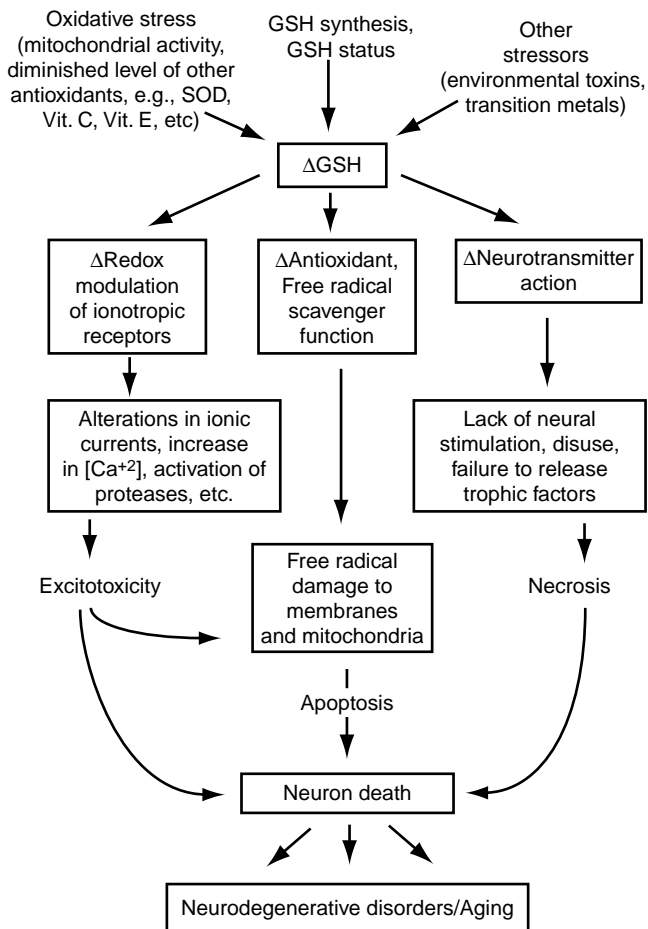 Oxidative stress
(mitochondrial activity,
diminished level of other
antioxidants, e.g., SOD,
Vit. C, Vit. E, etc)
GSH synthesis,
GSH status
Other
stressors
(environmental toxins,
transition metals)
ΔGSH
ΔRedox
modulation
of ionotropic
receptors
ΔAntioxidant,
Free radical
scavenger
function
ΔNeurotransmitter
action
Alterations in ionic
currents, increase
in [Ca+2], activation of
proteases, etc.
Lack of neural
stimulation, disuse,
failure to release
trophic factors
Excitotoxicity
Free radical
damage to
membranes
and mitochondria
Necrosis
Apoptosis
Neuron death
Neurodegenerative disorders/Aging